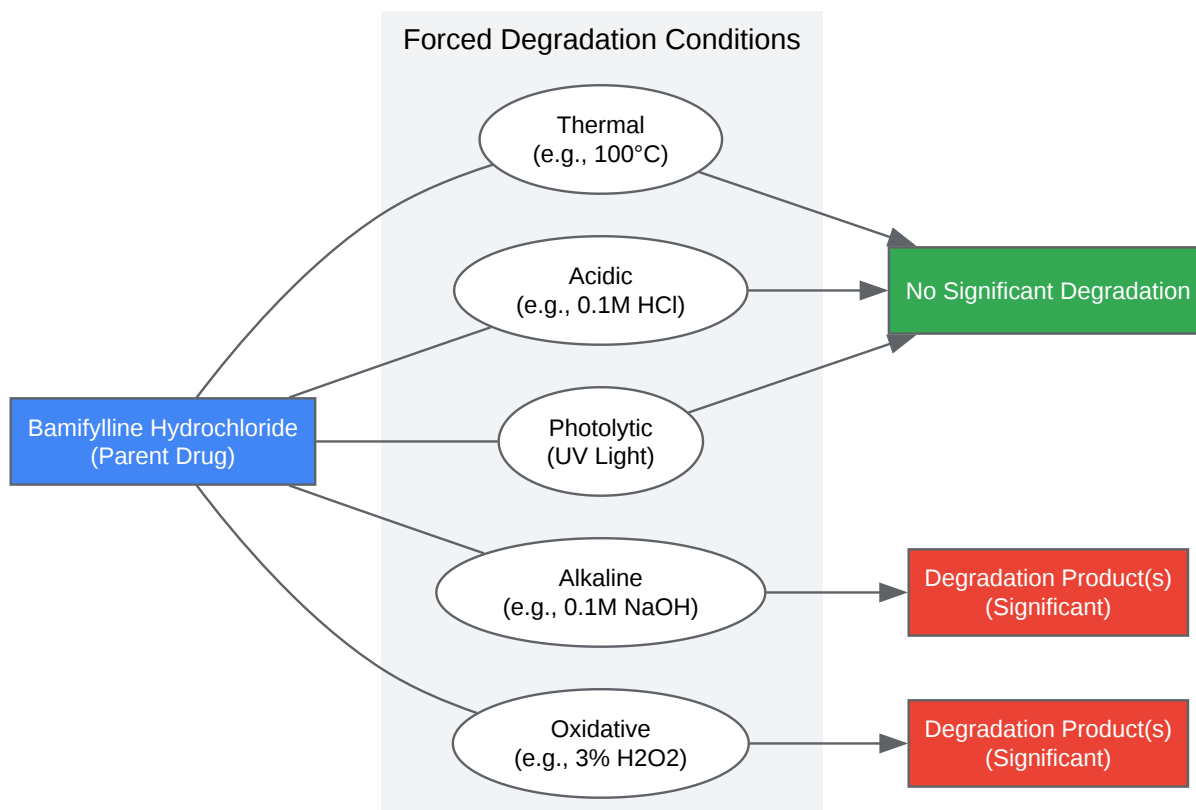 Forced Degradation Conditions
Thermal
(e.g., 100°C)
Acidic
(e.g., 0.1M HCl)
No Significant Degradation
Bamifylline Hydrochloride
(Parent Drug)
Photolytic
(UV Light)
Alkaline
(e.g., 0.1M NaOH)
Degradation Product(s)
(Significant)
Oxidative
(e.g., 3% H2O2)
Degradation Product(s)
(Significant)